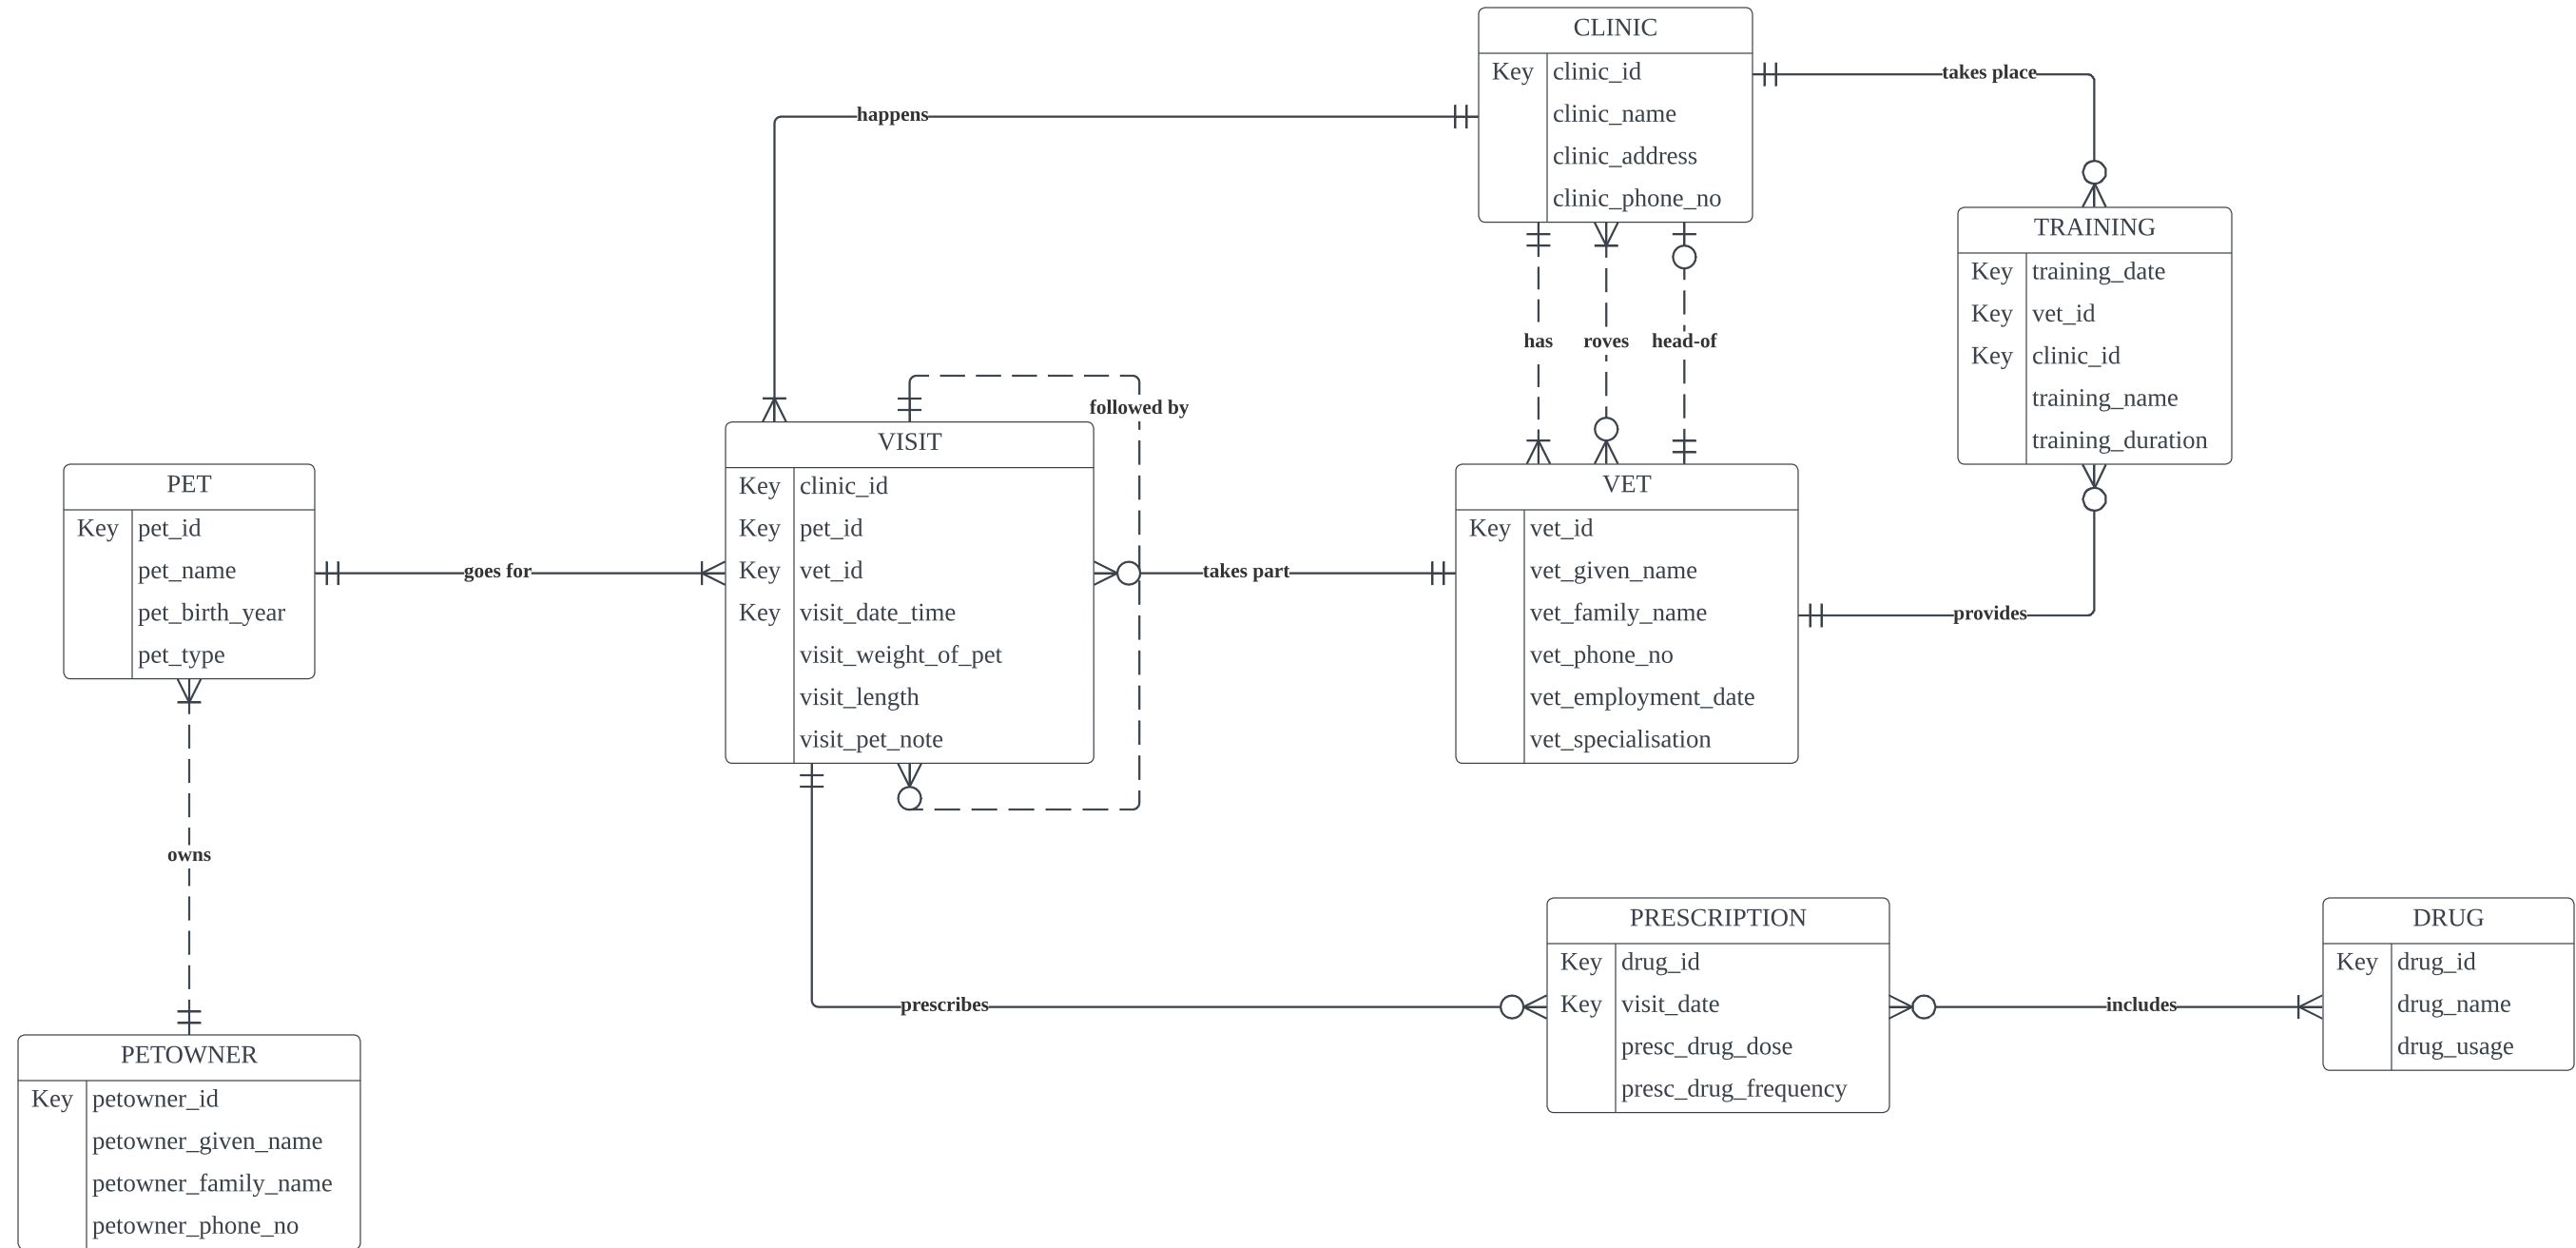 CLINIC
Key clinic_id
clinic_name
clinic_address
clinic_phone_no
takes place
happens
TRAINING
Key training_date
Key vet_id
Key clinic_id
training_name
training_duration
has
roves
head-of
followed by
VISIT
Key clinic_id
Key pet_id
Key vet_id
Key visit_date_time
visit_weight_of_pet
visit_length
visit_pet_note
PET
Key pet_id
pet_name
pet_birth_year
pet_type
goes for
takes part
VET
Key vet_id
vet_given_name
vet_family_name
vet_phone_no
vet_employment_date
vet_specialisation
provides
owns
prescribes
PRESCRIPTION
Key drug_id
Key visit_date
presc_drug_dose
presc_drug_frequency
includes
DRUG
Key drug_id
drug_name
drug_usage
PETOWNER
Key petowner_id
petowner_given_name
petowner_family_name
petowner_phone_no